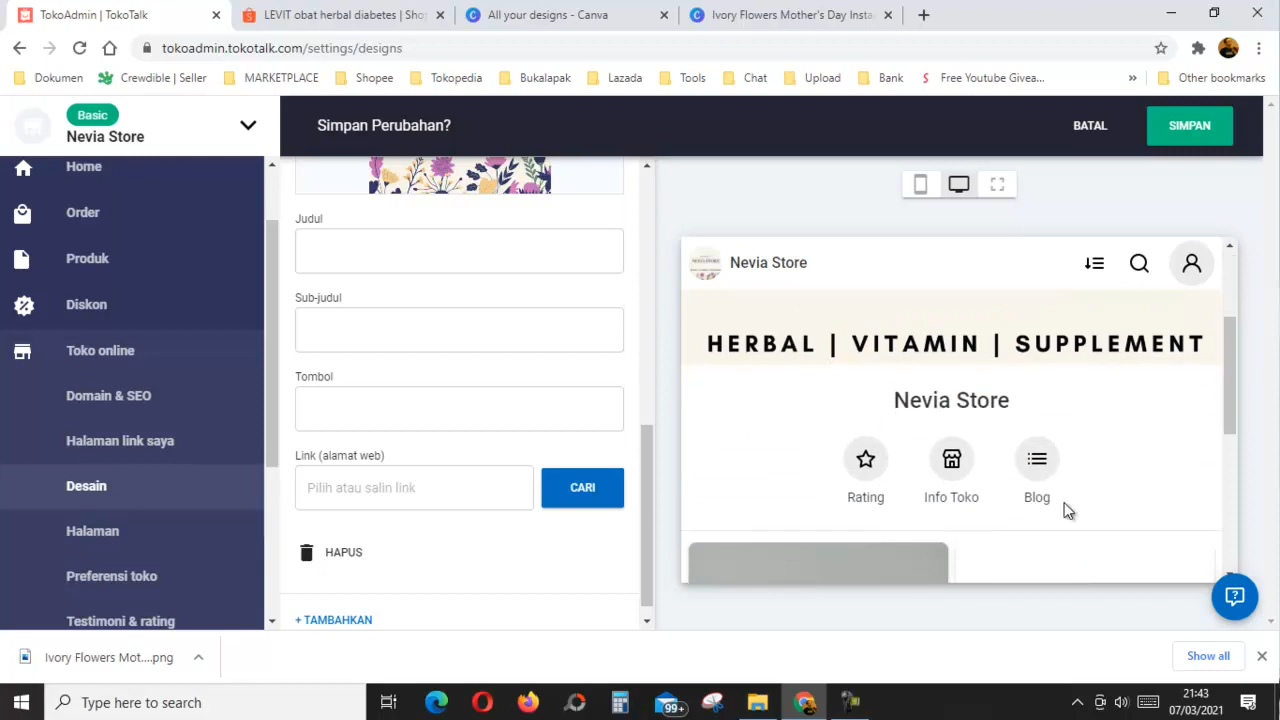 TokoAdmin | TokoTalk
LEVIT obat herbal diabetes | Shop
All your designs - Canva
Ivory Flowers Mother's Day Insta
tokoadmin.tokotalk.com/settings/designs
Dokumen
Crewdible | Seller
MARKETPLACE
Shopee
Tokopedia
Bukalapak
Lazada
Tools
Chat
Upload
Bank
Free Youtube Givea...
Other bookmarks
Basic
Nevia Store
Simpan Perubahan?
BATAL
SIMPAN
Home
Order
Produk
Diskon
Toko online
Domain & SEO
Halaman link saya
Desain
Halaman
Preferensi toko
Testimoni & rating
Judul
Sub-judul
Tombol
Link (alamat web)
Pilih atau salin link
CARI
HAPUS
+ TAMBAHKAN
Nevia Store
HERBAL | VITAMIN | SUPPLEMENT
Nevia Store
Rating
Info Toko
Blog
Ivory Flowers Mot....png
Show all
Type here to search
99+
21:43
07/03/2021